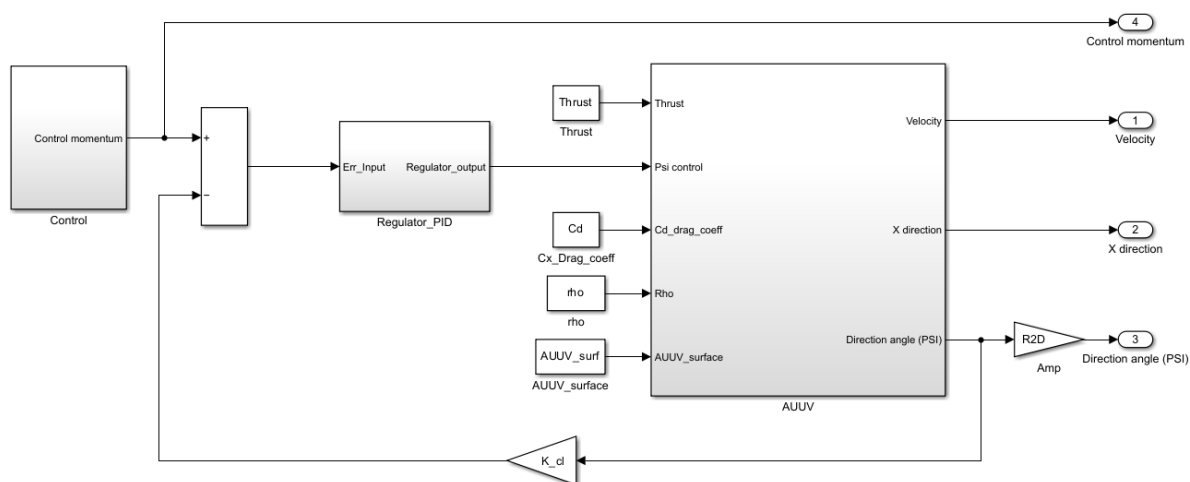 4
Control momentum
Control momentum
+
−
Control
Err_Input
Regulator_output
Regulator_PID
Thrust
Thrust
Cd
Cx_Drag_coeff
rho
rho
AUUV_surf
AUUV_surface
Thrust
Psi control
Cd_drag_coeff
Rho
AUUV_surface
Velocity
X direction
Direction angle (PSI)
AUUV
1
Velocity
2
X direction
R2D
Amp
3
Direction angle (PSI)
K_cl